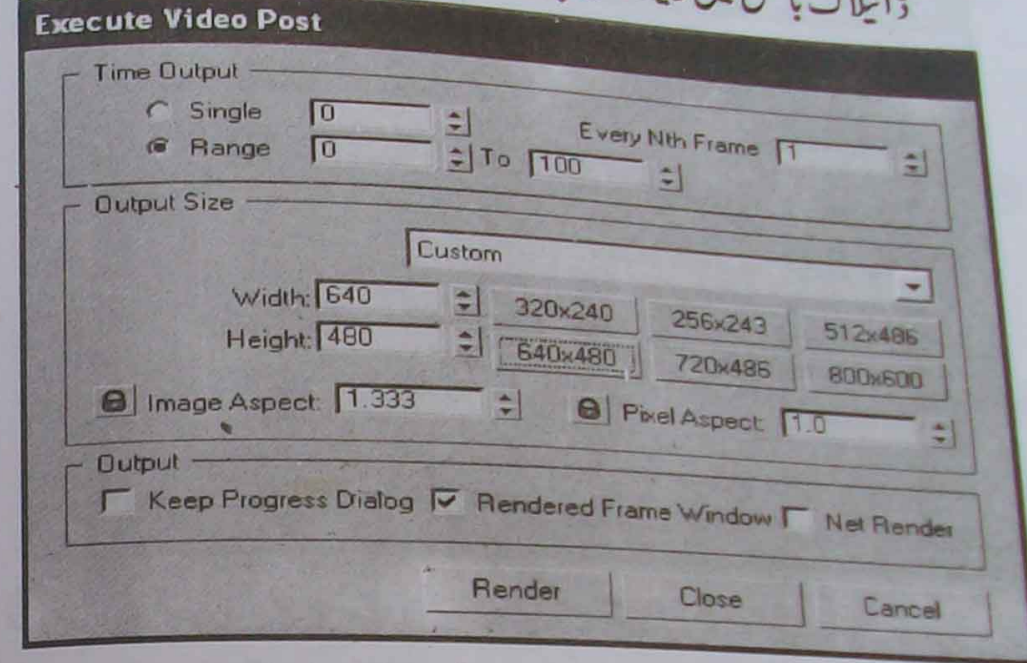 ڈائیلاگ
Execute Video Post
Time Output
Single 0
Every Nth Frame 1
Range 0 To 100
Output Size
Custom
Width: 640 320x240 256x243 512x486
Height: 480 640x480 720x486 800x600
Image Aspect: 1.333 Pixel Aspect: 1.0
Output
Keep Progress Dialog Rendered Frame Window Net Render
Render Close Cancel